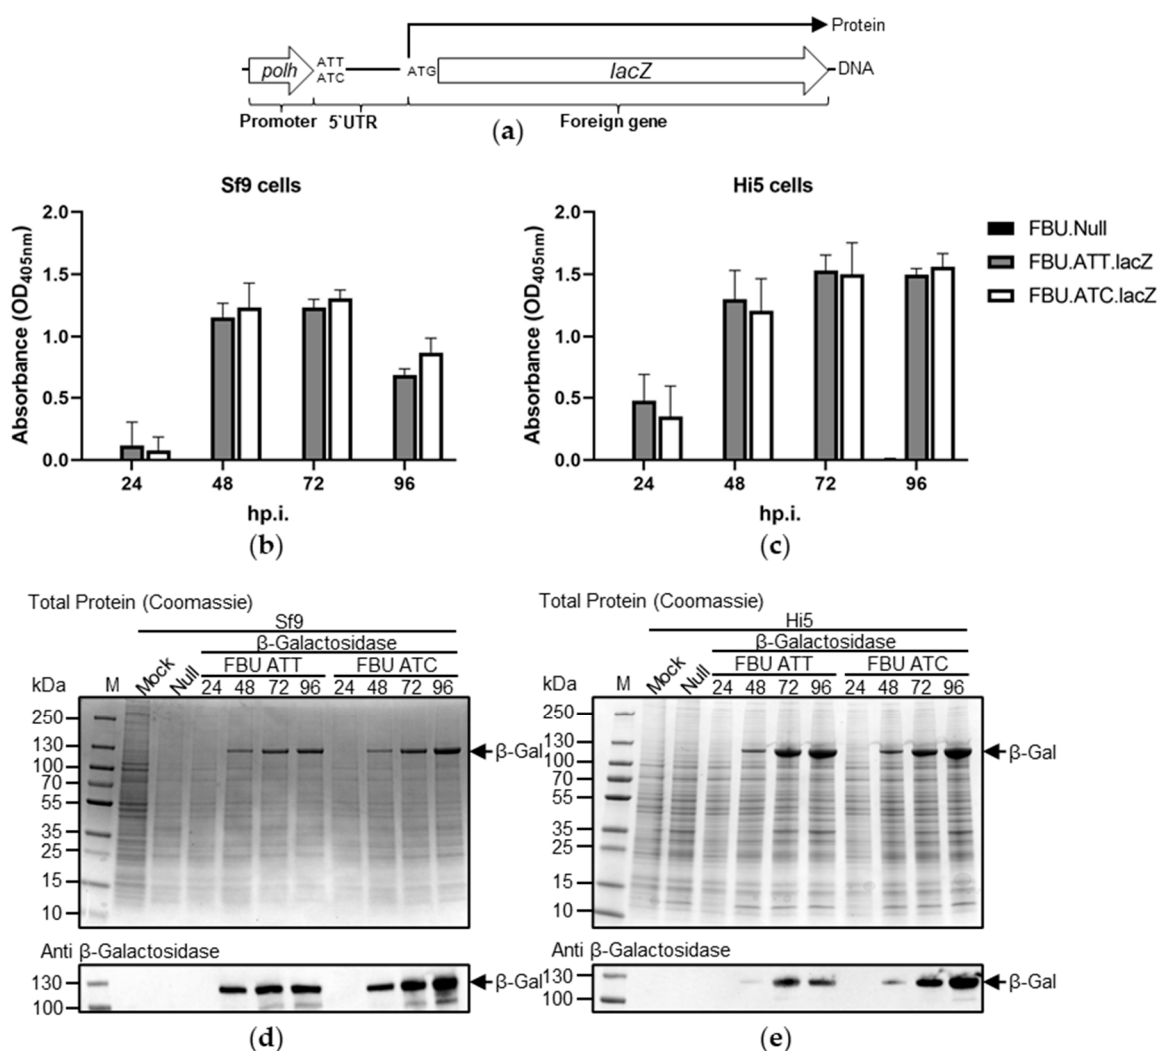 Protein
polh ATT ATG lacZ DNA
ATC
Promoter 5`UTR Foreign gene
(a)
Sf9 cells
Absorbance (OD405nm)
2.0
1.5
1.0
0.5
0.0
24 48 72 96
hp.i.
(b)
Hi5 cells
Absorbance (OD405nm)
2.0
1.5
1.0
0.5
0.0
24 48 72 96
hp.i.
(c)
FBU.Null
FBU.ATT.lacZ
FBU.ATC.lacZ
Total Protein (Coomassie)
Sf9
β-Galactosidase
FBU ATT FBU ATC
kDa M Mock Null 24 48 72 96 24 48 72 96
250
130
100
70
55
35
25
15
10
β-Gal
Anti β-Galactosidase
130
100
β-Gal
(d)
Total Protein (Coomassie)
Hi5
β-Galactosidase
FBU ATT FBU ATC
kDa M Mock Null 24 48 72 96 24 48 72 96
250
130
100
70
55
35
25
15
10
β-Gal
Anti β-Galactosidase
130
100
β-Gal
(e)